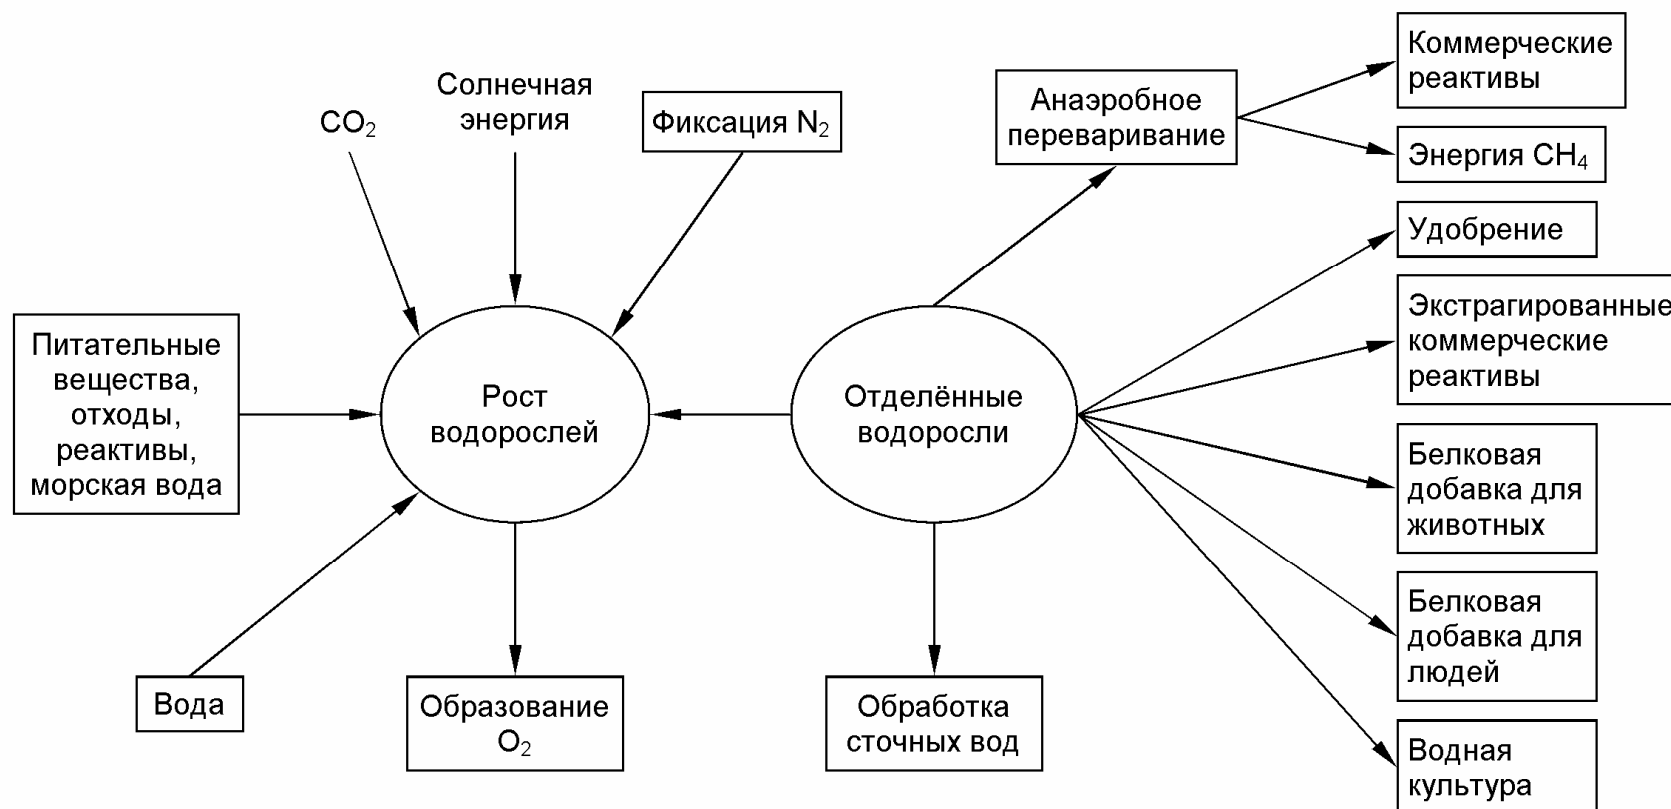 CO₂
Солнечная
энергия
Фиксация N₂
Питательные
вещества,
отходы,
реактивы,
морская вода
Рост
водорослей
Вода
Образование
O₂
Отделённые
водоросли
Обработка
сточных вод
Анаэробное
переваривание
Коммерческие
реактивы
Энергия CH₄
Удобрение
Экстрагированные
коммерческие
реактивы
Белковая
добавка для
животных
Белковая
добавка для
людей
Водная
культура